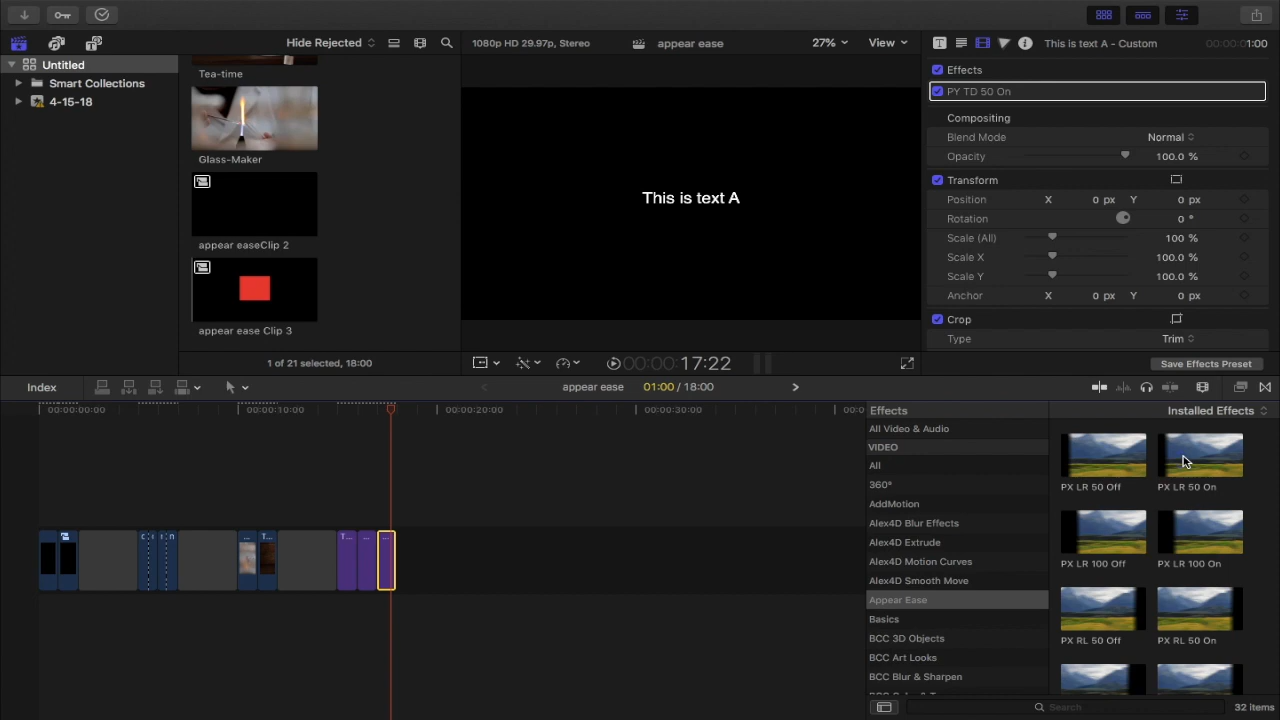 Hide Rejected
1080p HD 29.97p, Stereo
appear ease
27%
View
This is text A - Custom
1:00
Untitled
Smart Collections
4-15-18
Tea-time
Glass-Maker
appear easeClip 2
appear ease Clip 3
1 of 21 selected, 18:00
This is text A
00:00:17:22
Effects
PY TD 50 On
Compositing
Blend Mode Normal
Opacity 100.0 %
Transform
Position X 0 px Y 0 px
Rotation 0 °
Scale (All) 100 %
Scale X 100.0 %
Scale Y 100.0 %
Anchor X 0 px Y 0 px
Crop
Type Trim
Save Effects Preset
Index
appear ease 01:00 / 18:00
00:00:00:00
00:00:10:00
00:00:20:00
00:00:30:00
Effects
Installed Effects
All Video & Audio
VIDEO
All
360°
AddMotion
Alex4D Blur Effects
Alex4D Extrude
Alex4D Motion Curves
Alex4D Smooth Move
Appear Ease
Basics
BCC 3D Objects
BCC Art Looks
BCC Blur & Sharpen
PX LR 50 Off
PX LR 50 On
PX LR 100 Off
PX LR 100 On
PX RL 50 Off
PX RL 50 On
Search
32 items